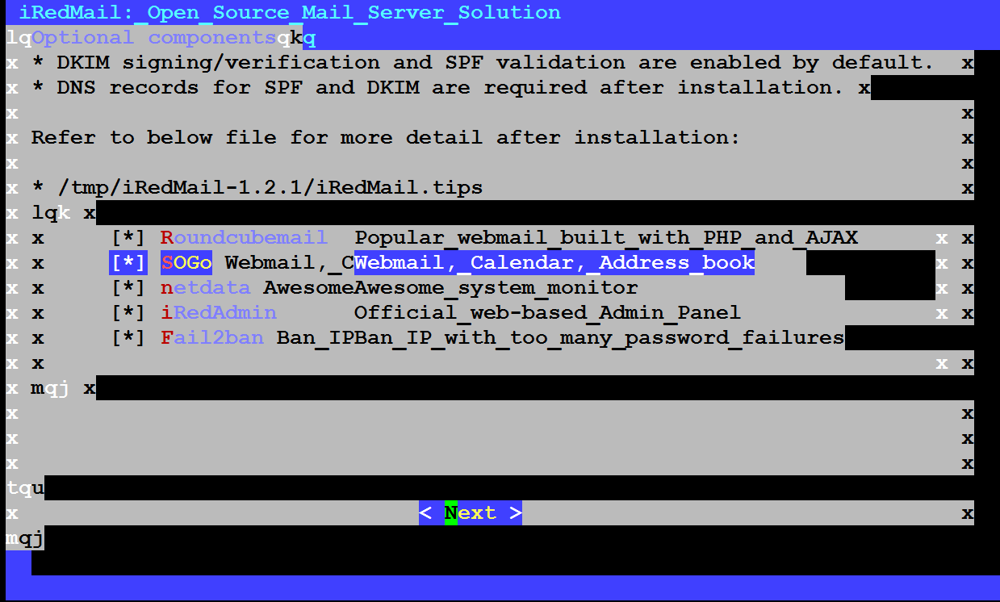 iRedMail:_Open_Source_Mail_Server_Solution
lqOptional componentsqkq
x * DKIM signing/verification and SPF validation are enabled by default. x
x * DNS records for SPF and DKIM are required after installation. x
x x
x Refer to below file for more detail after installation: x
x x
x * /tmp/iRedMail-1.2.1/iRedMail.tips x
x lqk x
x x [*] Roundcubemail Popular_webmail_built_with_PHP_and_AJAX x x
x x [*] SOGo Webmail,_CWebmail,_Calendar,_Address_book x x
x x [*] netdata AwesomeAwesome_system_monitor x x
x x [*] iRedAdmin Official_web-based_Admin_Panel x x
x x [*] Fail2ban Ban_IPBan_IP_with_too_many_password_failures
x x x x
x mqj x
x x
x x
x x
tqu
x < Next > x
mqj